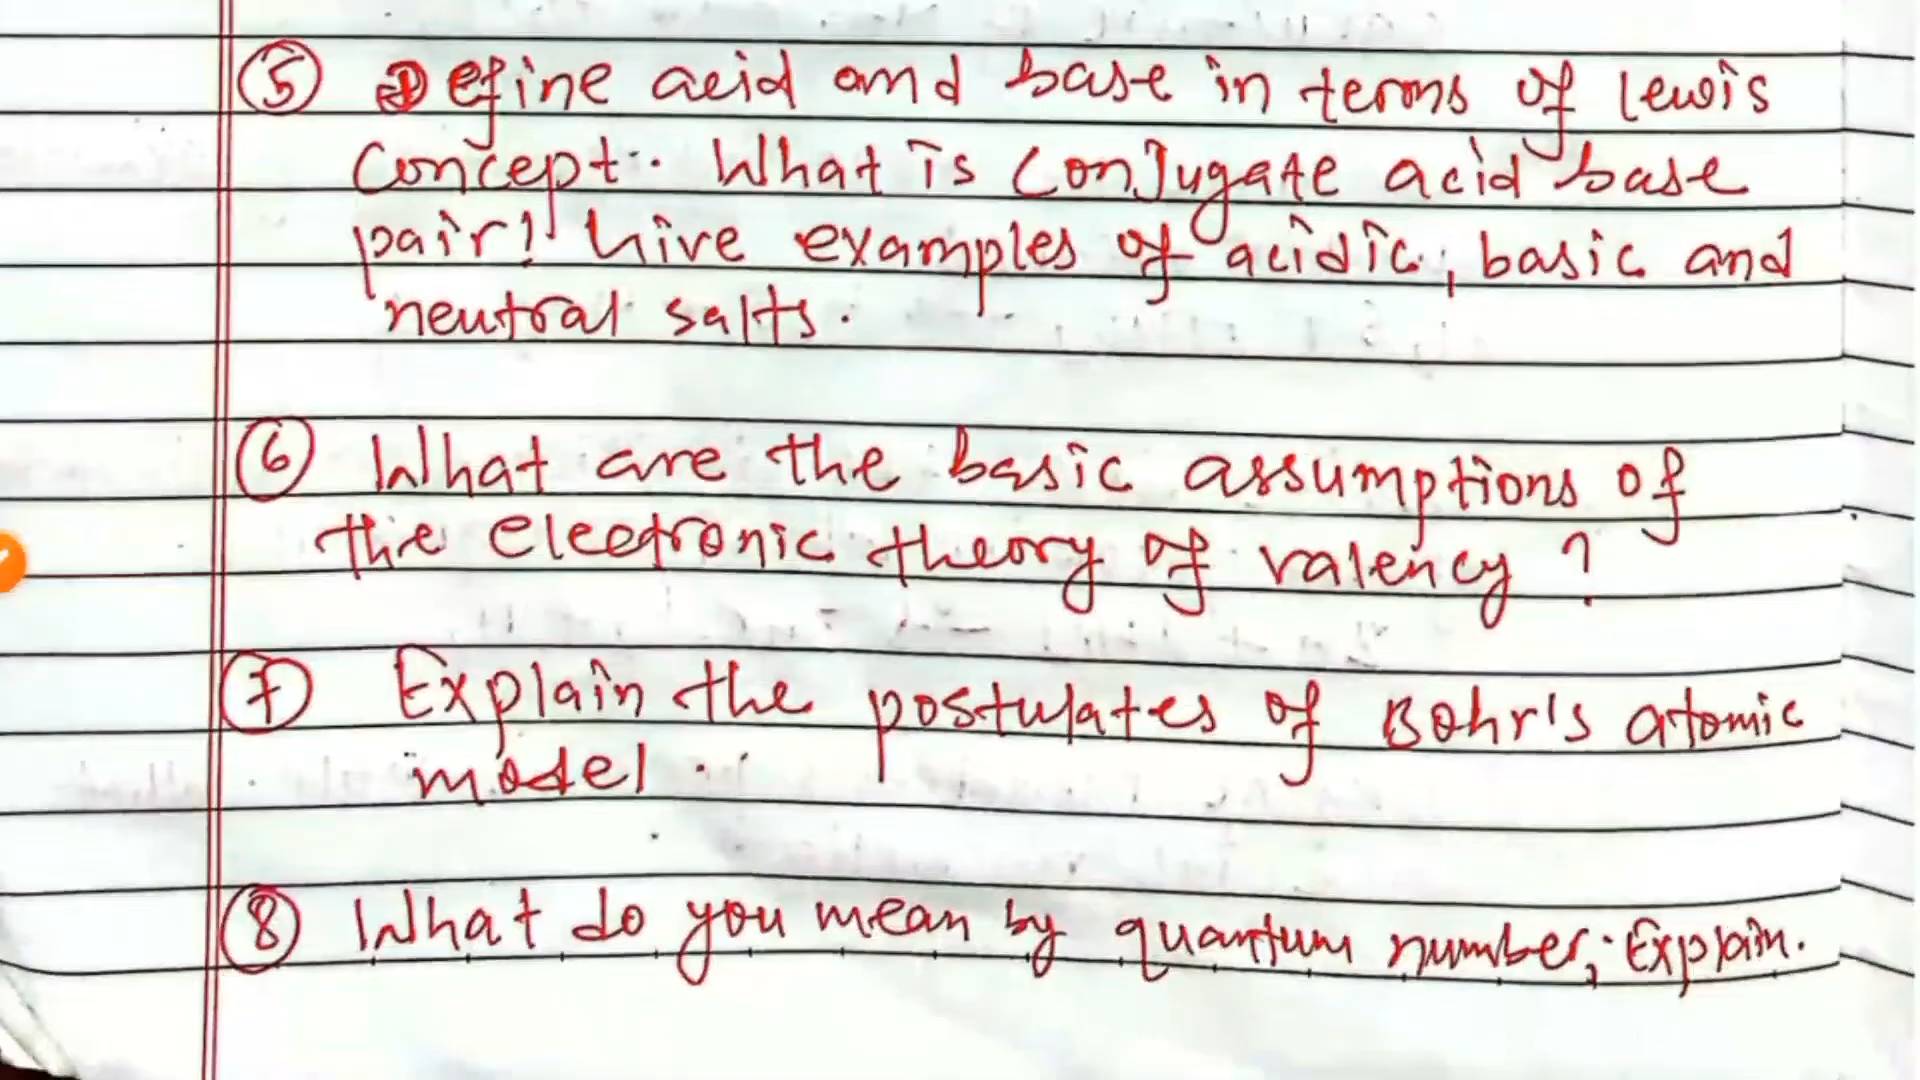 ⑤ Define acid and base in terms of Lewis
concept. What is conjugate acid base
pair? Give examples of acidic, basic and
neutral salts.
⑥ What are the basic assumptions of
the electronic theory of valency?
⑦ Explain the postulates of Bohr's atomic
model.
⑧ What do you mean by quantum number; Explain.